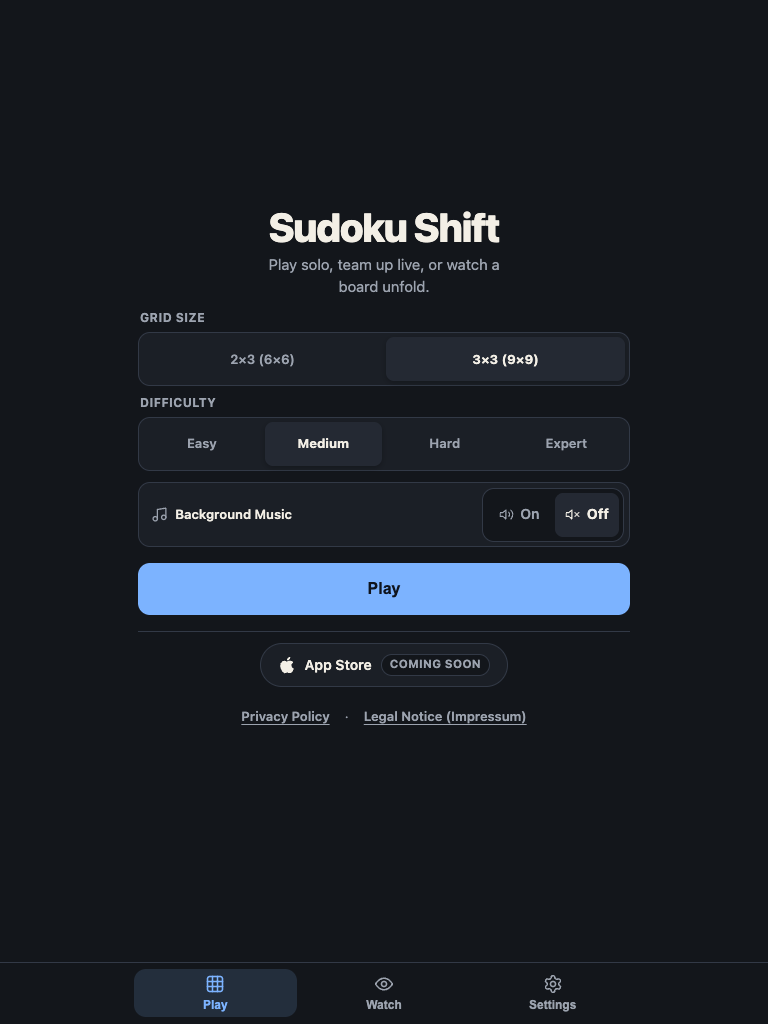 Sudoku Shift
Play solo, team up live, or watch a
board unfold.
GRID SIZE
2×3 (6×6) 3×3 (9×9)
DIFFICULTY
Easy Medium Hard Expert
Background Music On Off
Play
App Store COMING SOON
Privacy Policy · Legal Notice (Impressum)
Play Watch Settings